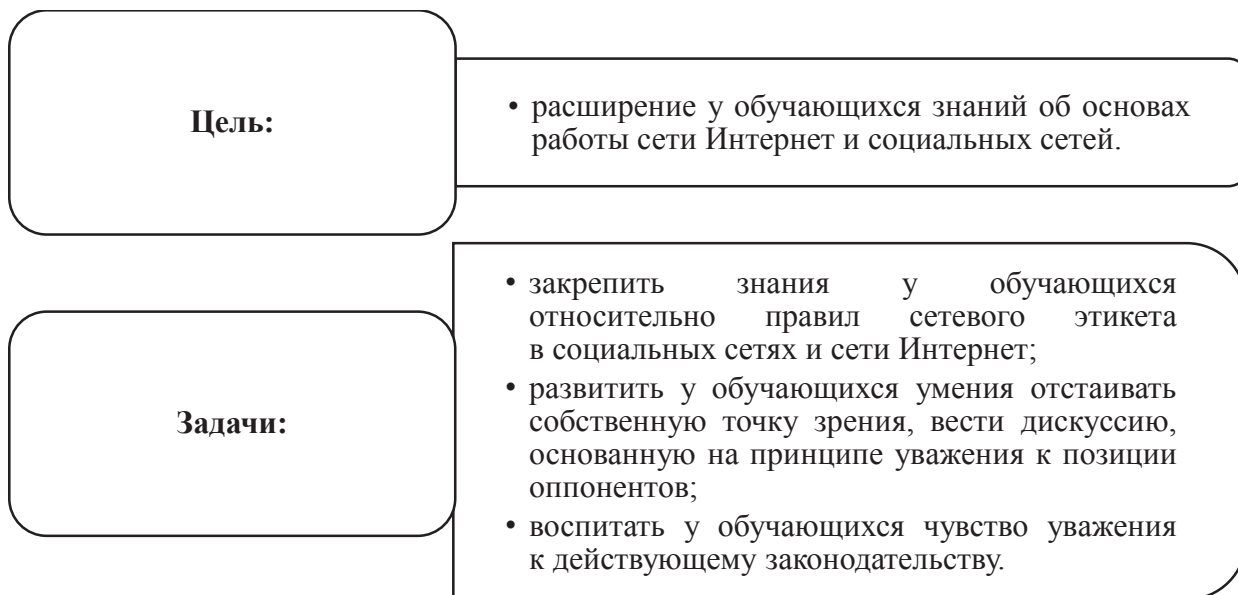 Цель:
• расширение у обучающихся знаний об основах
работы сети Интернет и социальных сетей.
Задачи:
• закрепить знания у обучающихся
относительно правил сетевого этикета
в социальных сетях и сети Интернет;
• развитить у обучающихся умения отстаивать
собственную точку зрения, вести дискуссию,
основанную на принципе уважения к позиции
оппонентов;
• воспитать у обучающихся чувство уважения
к действующему законодательству.